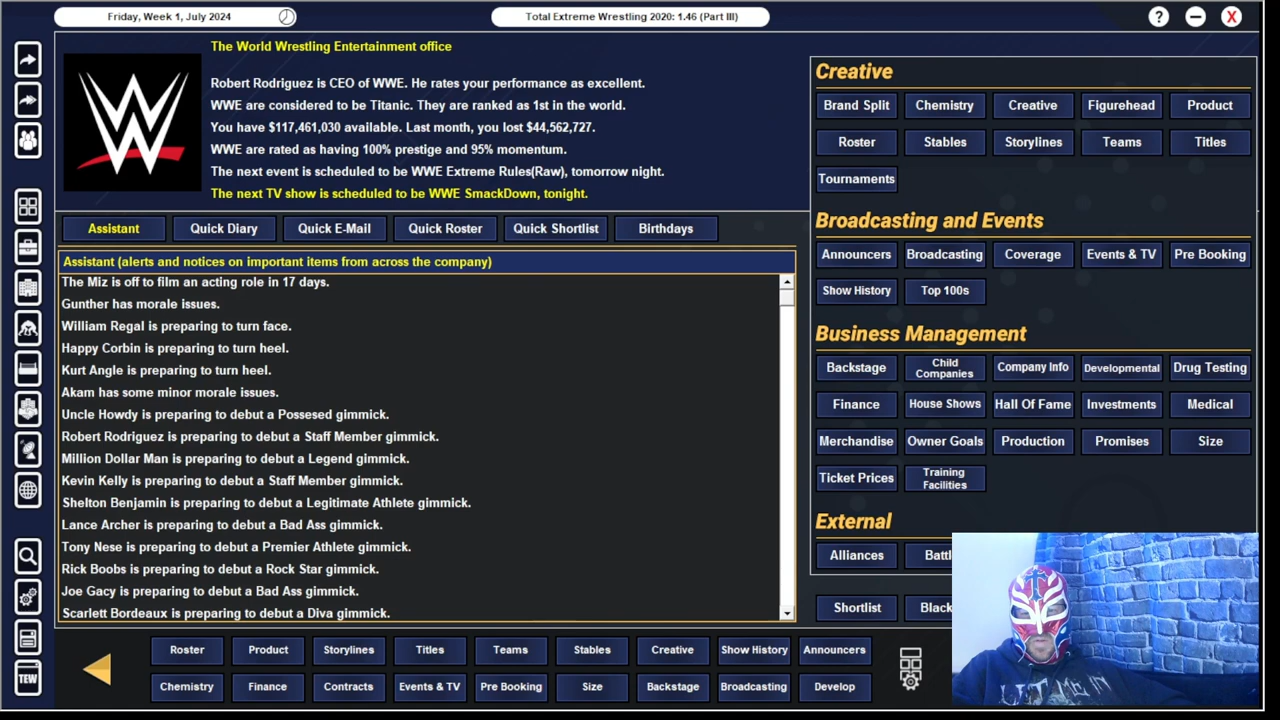 Friday, Week 1, July 2024
Total Extreme Wrestling 2020: 1.46 (Part III)
?
X
The World Wrestling Entertainment office
Robert Rodriguez is CEO of WWE. He rates your performance as excellent.
WWE are considered to be Titanic. They are ranked as 1st in the world.
You have $117,461,030 available. Last month, you lost $44,562,727.
WWE are rated as having 100% prestige and 95% momentum.
The next event is scheduled to be WWE Extreme Rules(Raw), tomorrow night.
The next TV show is scheduled to be WWE SmackDown, tonight.
Assistant Quick Diary Quick E-Mail Quick Roster Quick Shortlist Birthdays
Assistant (alerts and notices on important items from across the company)
The Miz is off to film an acting role in 17 days.
Gunther has morale issues.
William Regal is preparing to turn face.
Happy Corbin is preparing to turn heel.
Kurt Angle is preparing to turn heel.
Akam has some minor morale issues.
Uncle Howdy is preparing to debut a Possesed gimmick.
Robert Rodriguez is preparing to debut a Staff Member gimmick.
Million Dollar Man is preparing to debut a Legend gimmick.
Kevin Kelly is preparing to debut a Staff Member gimmick.
Shelton Benjamin is preparing to debut a Legitimate Athlete gimmick.
Lance Archer is preparing to debut a Bad Ass gimmick.
Tony Nese is preparing to debut a Premier Athlete gimmick.
Rick Boobs is preparing to debut a Rock Star gimmick.
Joe Gacy is preparing to debut a Bad Ass gimmick.
Scarlett Bordeaux is preparing to debut a Diva gimmick.
Creative
Brand Split Chemistry Creative Figurehead Product
Roster Stables Storylines Teams Titles
Tournaments
Broadcasting and Events
Announcers Broadcasting Coverage Events & TV Pre Booking
Show History Top 100s
Business Management
Backstage Child Companies Company Info Developmental Drug Testing
Finance House Shows Hall Of Fame Investments Medical
Merchandise Owner Goals Production Promises Size
Ticket Prices Training Facilities
External
Alliances Battl
Shortlist Black
TEW
Roster Product Storylines Titles Teams Stables Creative Show History Announcers
Chemistry Finance Contracts Events & TV Pre Booking Size Backstage Broadcasting Develop
LET ME IN